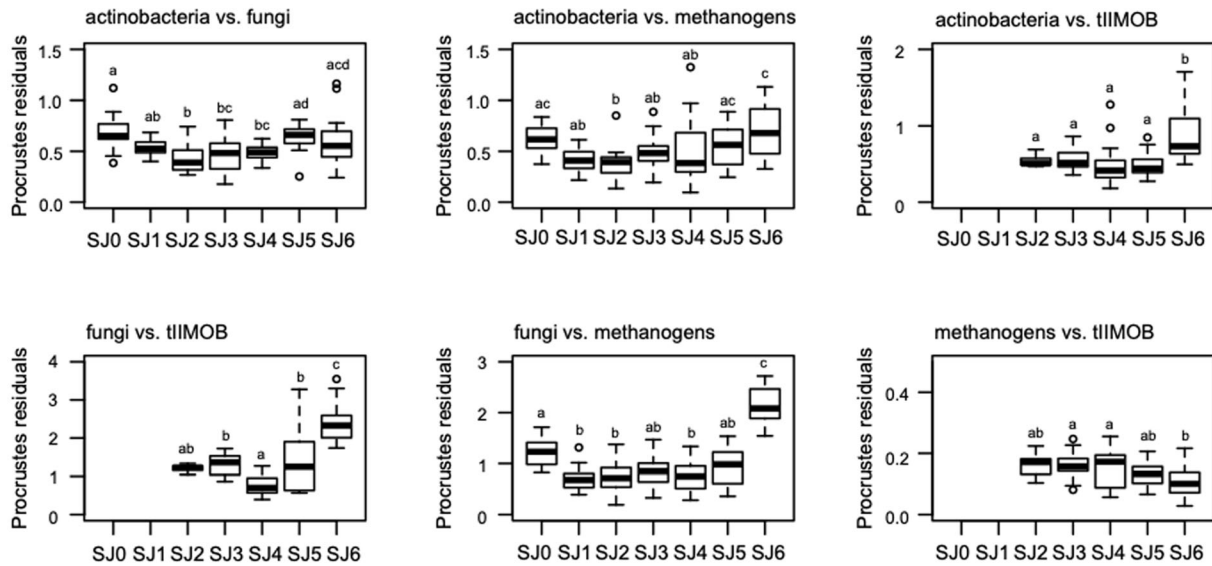 actinobacteria vs. fungi
Procrustes residuals
1.5
1.0
0.5
0.0
a
ab
b
bc
bc
ad
acd
SJ0 SJ1 SJ2 SJ3 SJ4 SJ5 SJ6
actinobacteria vs. methanogens
Procrustes residuals
1.5
1.0
0.5
0.0
ac
ab
b
ab
ab
ac
c
SJ0 SJ1 SJ2 SJ3 SJ4 SJ5 SJ6
actinobacteria vs. tIIMOB
Procrustes residuals
2
1
0
a
a
a
a
b
SJ0 SJ1 SJ2 SJ3 SJ4 SJ5 SJ6
fungi vs. tIIMOB
Procrustes residuals
4
3
2
1
0
ab
b
a
b
c
SJ0 SJ1 SJ2 SJ3 SJ4 SJ5 SJ6
fungi vs. methanogens
Procrustes residuals
3
2
1
0
a
b
b
ab
b
ab
c
SJ0 SJ1 SJ2 SJ3 SJ4 SJ5 SJ6
methanogens vs. tIIMOB
Procrustes residuals
0.4
0.2
0.0
ab
a
a
ab
b
SJ0 SJ1 SJ2 SJ3 SJ4 SJ5 SJ6